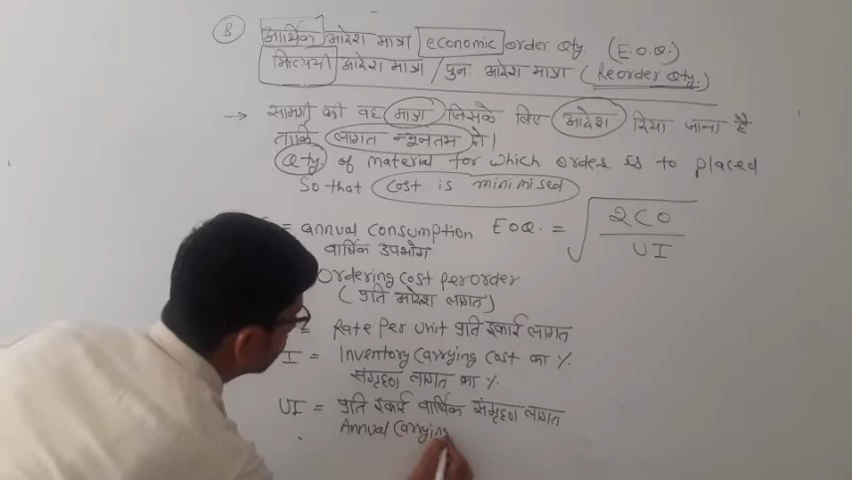 B आर्थिक आदेश मात्रा economic order Qty. (E.O.Q.)
मितव्ययी आदेश मात्रा / पुनः आदेश मात्रा (Reorder Qty.)
→ सामग्री की वह मात्रा जिसके लिए आदेश दिया जाना है
ताकि लागत न्यूनतम हो।
Qty. of material for which order is to placed
So that cost is minimised
= annual consumption EOQ. = √2CO / UI
वार्षिक उपभोग
Ordering cost per order
(प्रति आदेश लागत)
= Rate Per Unit प्रति इकाई लागत
I = Inventory Carrying Cost का %
संग्रहण लागत का %
UI = प्रति इकाई वार्षिक संग्रहण लागत
Annual Carrying